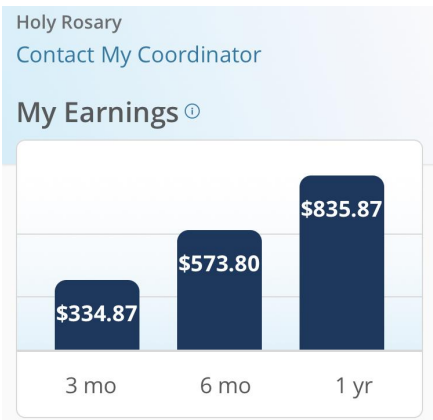 Holy Rosary
Contact My Coordinator
My Earnings
$835.87
$573.80
$334.87
3 mo 6 mo 1 yr